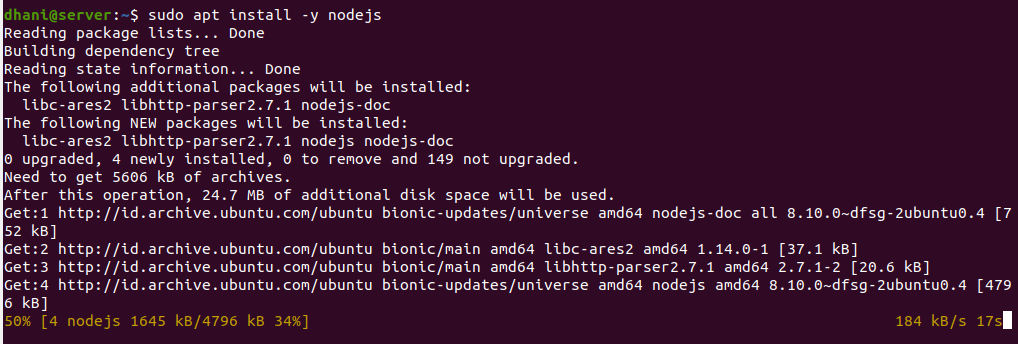 dhani@server:~$ sudo apt install -y nodejs
Reading package lists... Done
Building dependency tree
Reading state information... Done
The following additional packages will be installed:
  libc-ares2 libhttp-parser2.7.1 nodejs-doc
The following NEW packages will be installed:
  libc-ares2 libhttp-parser2.7.1 nodejs nodejs-doc
0 upgraded, 4 newly installed, 0 to remove and 149 not upgraded.
Need to get 5606 kB of archives.
After this operation, 24.7 MB of additional disk space will be used.
Get:1 http://id.archive.ubuntu.com/ubuntu bionic-updates/universe amd64 nodejs-doc all 8.10.0~dfsg-2ubuntu0.4 [7
52 kB]
Get:2 http://id.archive.ubuntu.com/ubuntu bionic/main amd64 libc-ares2 amd64 1.14.0-1 [37.1 kB]
Get:3 http://id.archive.ubuntu.com/ubuntu bionic/main amd64 libhttp-parser2.7.1 amd64 2.7.1-2 [20.6 kB]
Get:4 http://id.archive.ubuntu.com/ubuntu bionic-updates/universe amd64 nodejs amd64 8.10.0~dfsg-2ubuntu0.4 [479
6 kB]
50% [4 nodejs 1645 kB/4796 kB 34%] 184 kB/s 17s